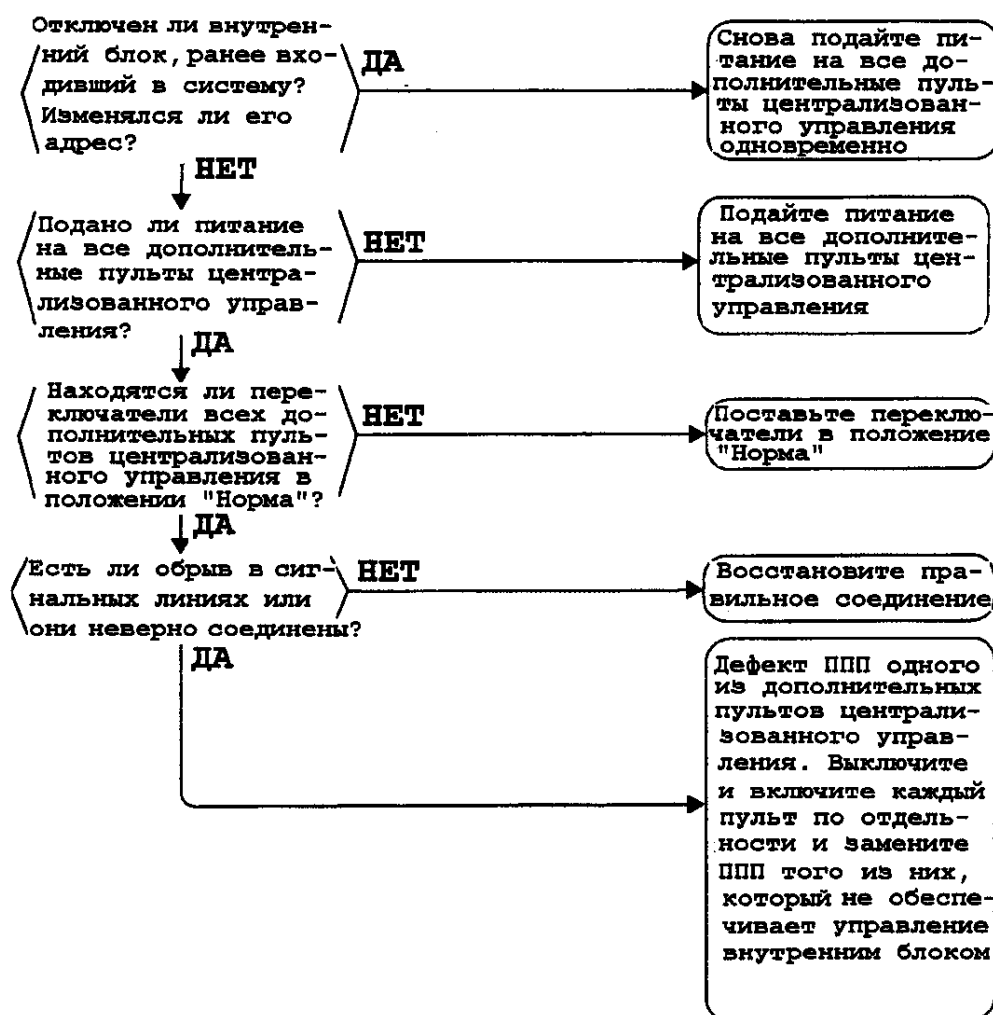 Отключен ли внутрен-
ний блок, ранее вхо-
дивший в систему?
Изменялся ли его
адрес?
ДА
Снова подайте пи-
тание на все до-
полнительные пуль-
ты централизован-
ного управления
одновременно
НЕТ
Подано ли питание
на все дополнитель-
ные пульты центра-
лизованного управ-
ления?
НЕТ
Подайте питание
на все дополните-
льные пульты цен-
трализованного
управления
ДА
Находятся ли пере-
ключатели всех до-
полнительных пуль-
тов централизован-
ного управления в
положении "Норма"?
НЕТ
Поставьте переклю-
чатели в положение
"Норма"
ДА
Есть ли обрыв в сиг-
нальных линиях или
они неверно соединены?
НЕТ
Восстановите пра-
вильное соединение
ДА
Дефект ППП одного
из дополнительных
пультов централи-
зованного управ-
ления. Выключите
и включите каждый
пульт по отдель-
ности и замените
ППП того из них,
который не обеспе-
чивает управление
внутренним блоком